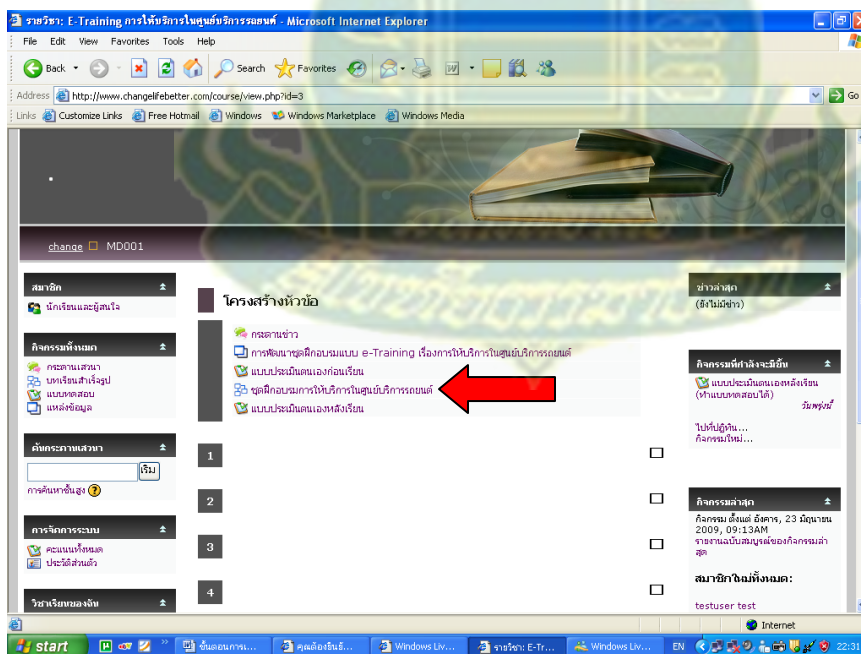 รายวิชา: E-Training การให้บริการในศูนย์บริการรถยนต์ - Microsoft Internet Explorer
File Edit View Favorites Tools Help
Back Search Favorites
Address http://www.changelifebetter.com/course/view.php?id=3 Go
Links Customize Links Free Hotmail Windows Windows Marketplace Windows Media
change MD001
สมาชิก
นักเรียนและผู้สนใจ
กิจกรรมทั้งหมด
กระดานเสวนา
บทเรียนสำเร็จรูป
แบบทดสอบ
แหล่งข้อมูล
ค้นกระดานเสวนา
เริ่ม
การค้นหาขั้นสูง ?
การจัดการระบบ
คะแนนทั้งหมด
ประวัติส่วนตัว
วิชาเรียนของฉัน
โครงสร้างหัวข้อ
กระดานข่าว
การพัฒนาชุดฝึกอบรมแบบ e-Training เรื่องการให้บริการในศูนย์บริการรถยนต์
แบบประเมินตนเองก่อนเรียน
ชุดฝึกอบรมการให้บริการในศูนย์บริการรถยนต์
แบบประเมินตนเองหลังเรียน
1
2
3
4
ข่าวล่าสุด
(ยังไม่มีข่าว)
กิจกรรมที่กำลังจะมีขึ้น
แบบประเมินตนเองหลังเรียน
(ทำแบบทดสอบได้)
วันพรุ่งนี้
ไปที่ปฏิทิน...
กิจกรรมใหม่...
กิจกรรมล่าสุด
กิจกรรม ตั้งแต่ อังคาร, 23 มิถุนายน
2009, 09:13AM
รายงานฉบับสมบูรณ์ของกิจกรรมล่า
สุด
สมาชิกใหม่ทั้งหมด:
testuser test
Internet
start ขั้นตอนการเ... คุณต้องยืนยั... Windows Liv... รายวิชา: E-Tr... Windows Liv... EN 22:31